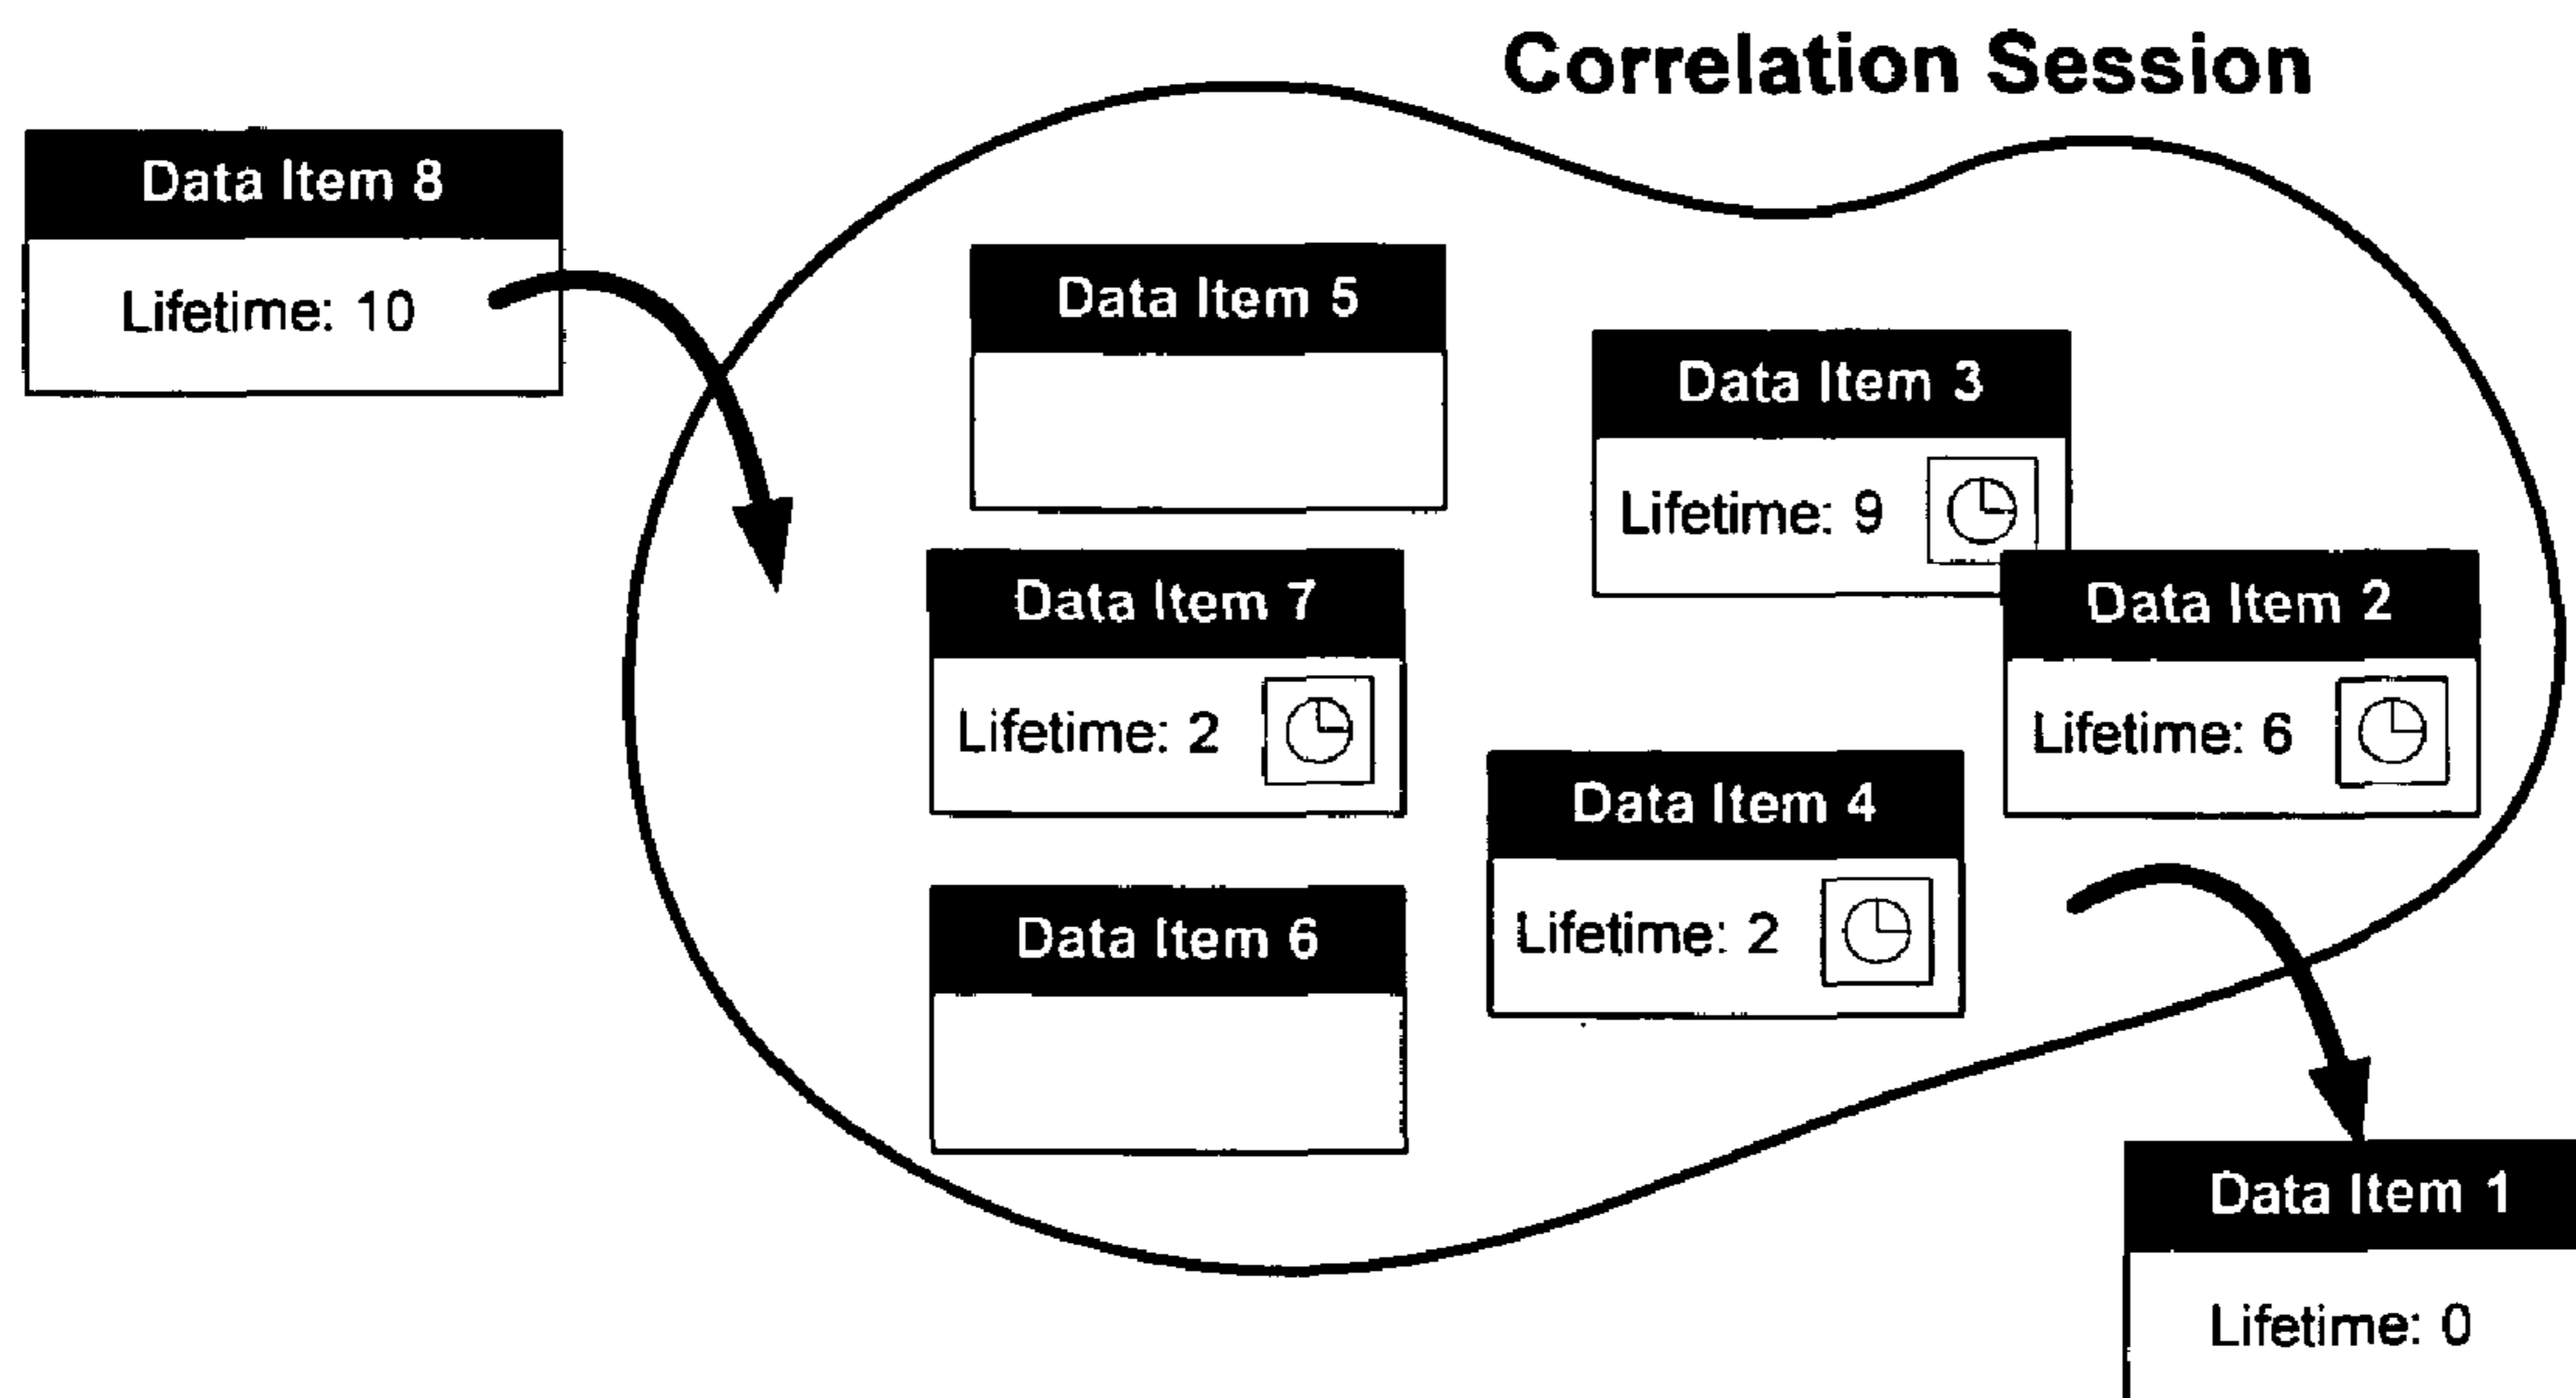 Correlation Session
Data Item 8
Lifetime: 10
Data Item 5
Data Item 3
Lifetime: 9
Data Item 7
Lifetime: 2
Data Item 2
Lifetime: 6
Data Item 4
Lifetime: 2
Data Item 6
Data Item 1
Lifetime: 0